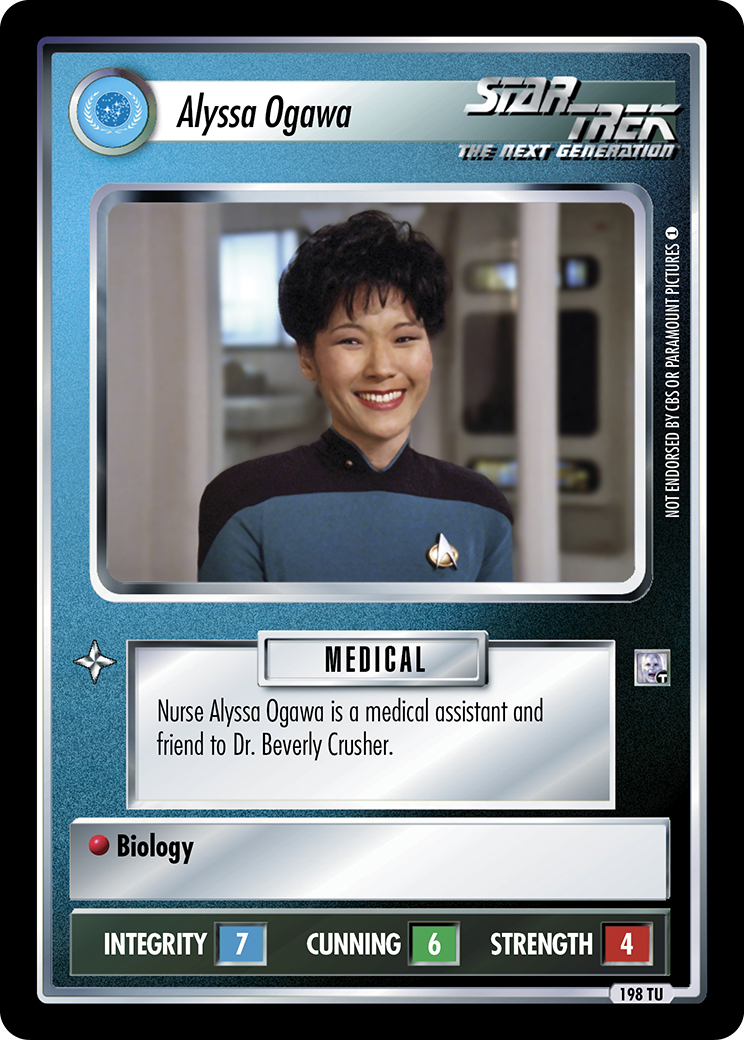 Alyssa Ogawa
STAR TREK
THE NEXT GENERATION
NOT ENDORSED BY CBS OR PARAMOUNT PICTURES
MEDICAL
Nurse Alyssa Ogawa is a medical assistant and
friend to Dr. Beverly Crusher.
Biology
INTEGRITY 7 CUNNING 6 STRENGTH 4
198 TU